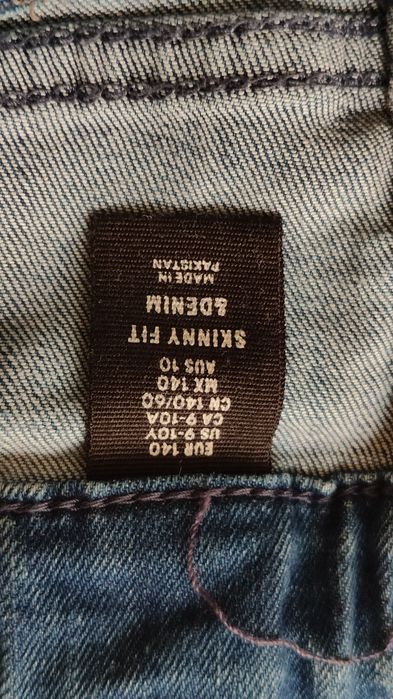 EUR 140
US 9-10Y
CA 9-10A
CN 140/60
MX 140
AUS 10
SKINNY FIT
&DENIM
MADE IN
PAKISTAN